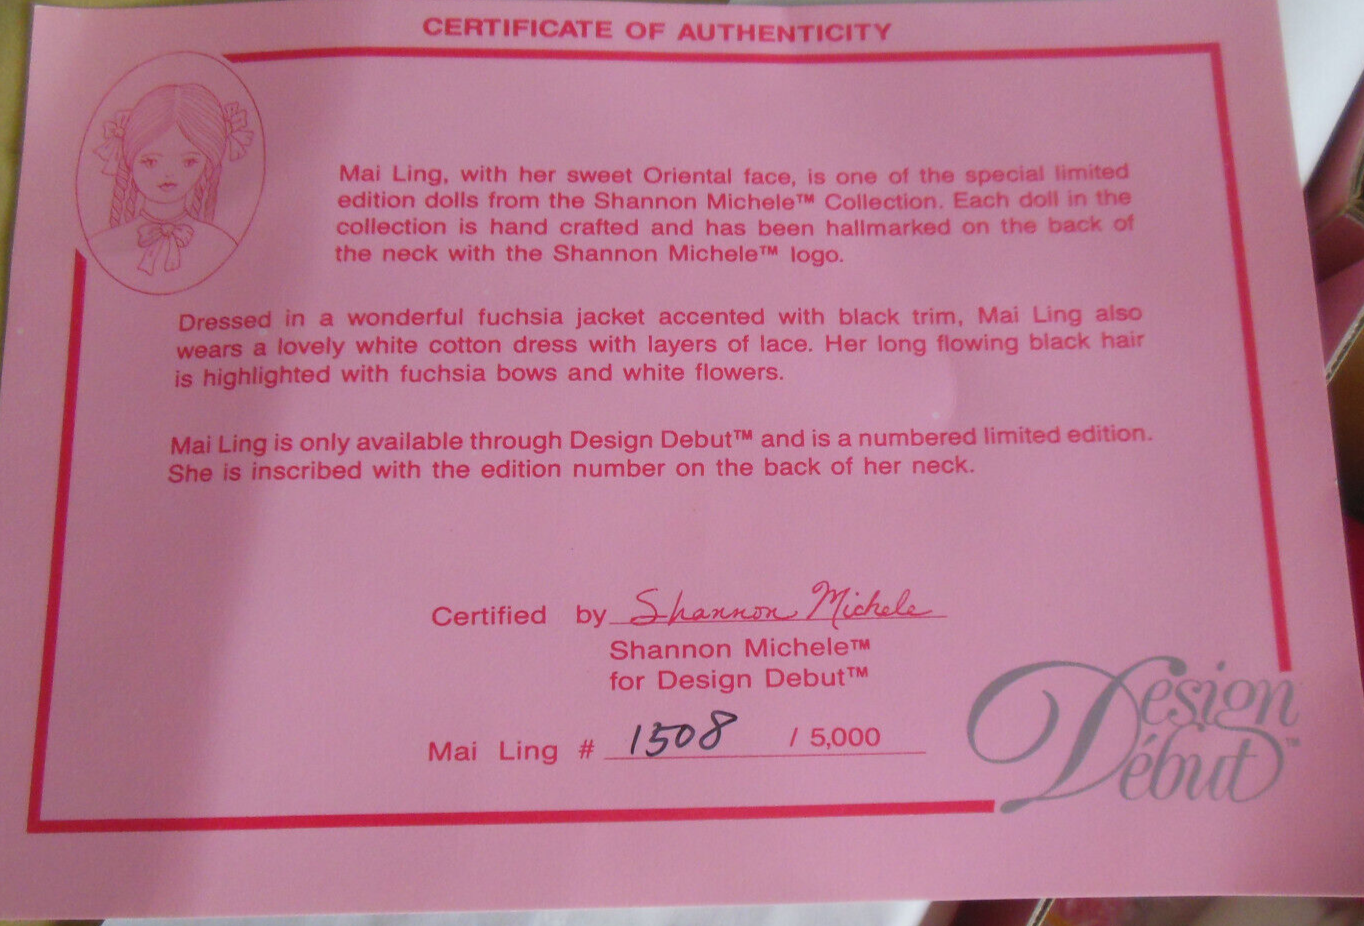 CERTIFICATE OF AUTHENTICITY
Mai Ling, with her sweet Oriental face, is one of the special limited
edition dolls from the Shannon Michele™ Collection. Each doll in the
collection is hand crafted and has been hallmarked on the back of
the neck with the Shannon Michele™ logo.
Dressed in a wonderful fuchsia jacket accented with black trim, Mai Ling also
wears a lovely white cotton dress with layers of lace. Her long flowing black hair
is highlighted with fuchsia bows and white flowers.
Mai Ling is only available through Design Debut™ and is a numbered limited edition.
She is inscribed with the edition number on the back of her neck.
Certified by Shannon Michele
Shannon Michele™
for Design Debut™
Mai Ling # 1508 / 5,000
Design
Début™